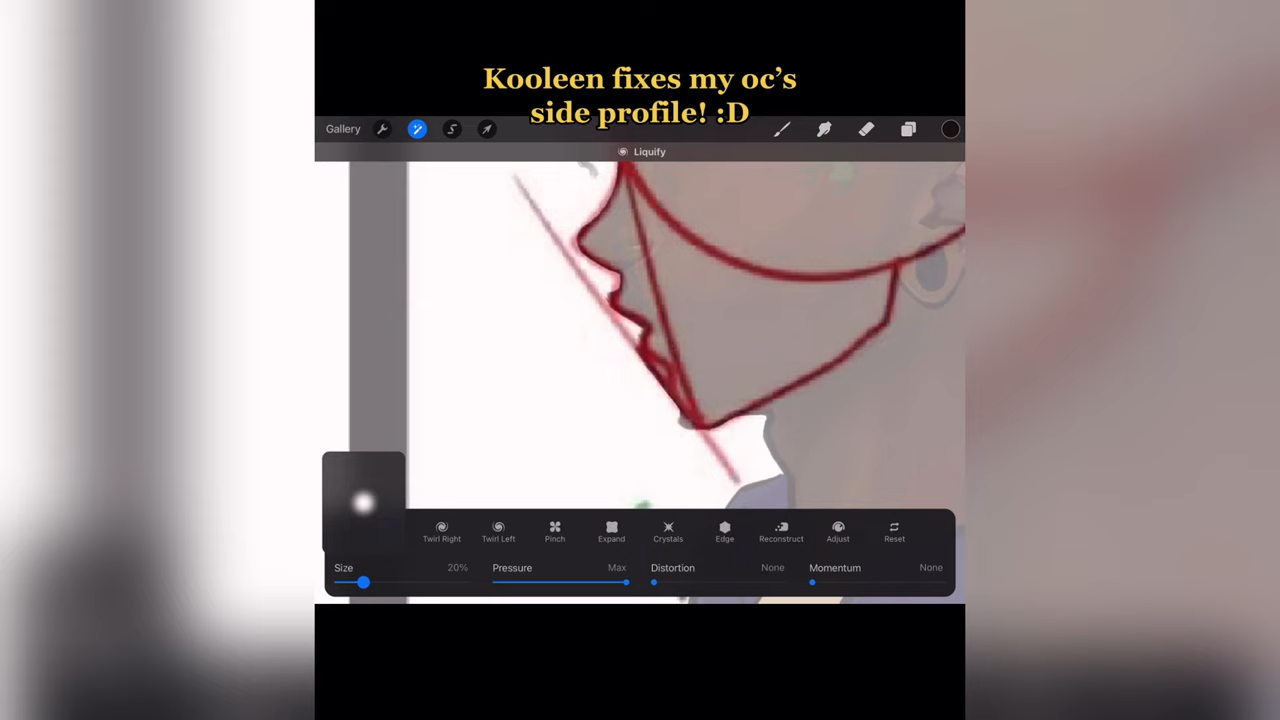 Kooleen fixes my oc’s
side profile! :D
Gallery
Liquify
Twirl Right Twirl Left Pinch Expand Crystals Edge Reconstruct Adjust Reset
Size 20% Pressure Max Distortion None Momentum None